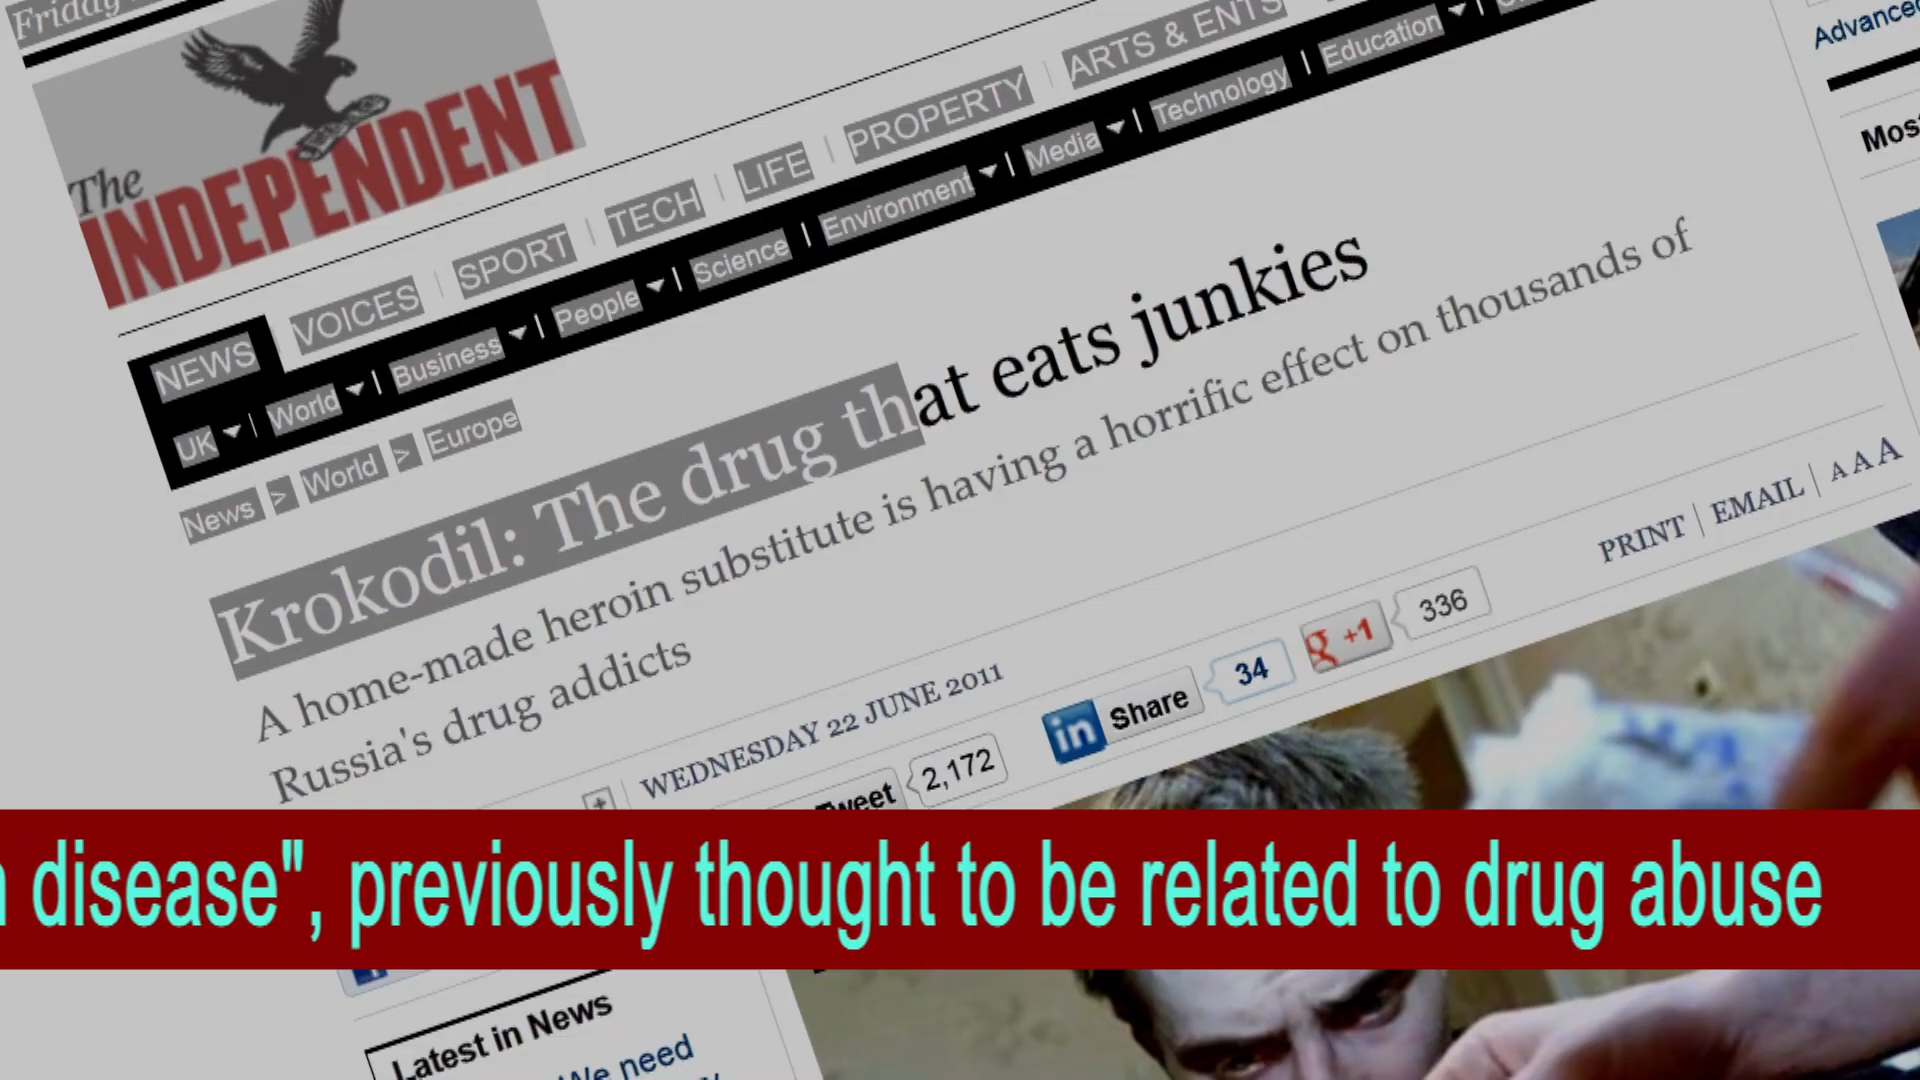 Friday
Advanced
The
INDEPENDENT
NEWS
VOICES
SPORT
TECH
LIFE
PROPERTY
ARTS & ENTS
UK
World
Business
People
Science
Environment
Media
Technology
Education
News > World > Europe
Krokodil: The drug that eats junkies
A home-made heroin substitute is having a horrific effect on thousands of
Russia's drug addicts
WEDNESDAY 22 JUNE 2011
PRINT
EMAIL
A A A
Tweet
2,172
in Share
34
g +1
336
disease", previously thought to be related to drug abuse
Latest in News
We need